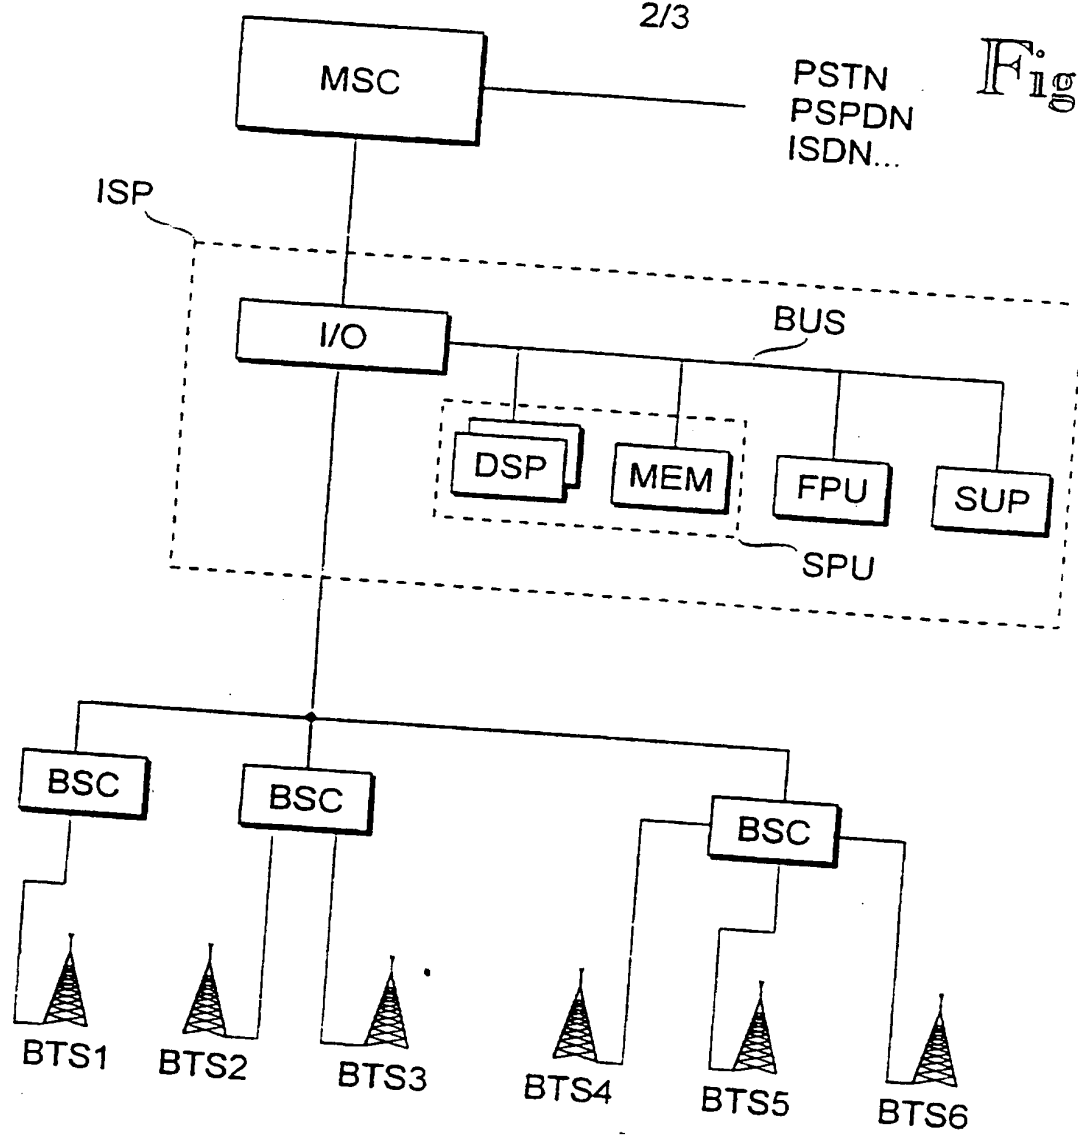 2/3
Fig
MSC
PSTN
PSPDN
ISDN...
ISP
I/O
BUS
DSP
MEM
FPU
SUP
SPU
BSC
BSC
BSC
BTS1
BTS2
BTS3
BTS4
BTS5
BTS6